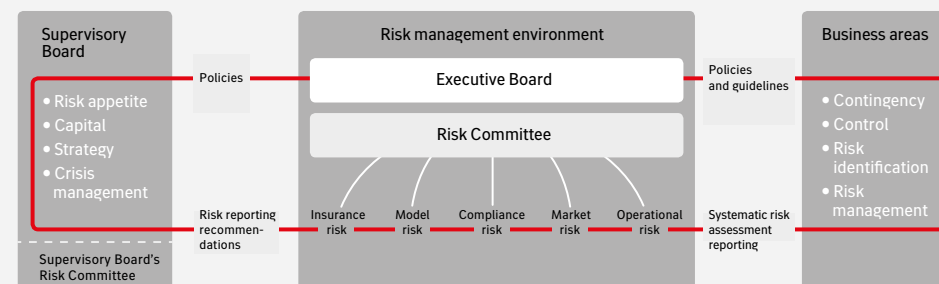 Supervisory
Board
• Risk appetite
• Capital
• Strategy
• Crisis
management
Supervisory Board's
Risk Committee
Policies
Risk reporting
recommen-
dations
Risk management environment
Executive Board
Risk Committee
Insurance
risk
Model
risk
Compliance
risk
Market
risk
Operational
risk
Policies
and guidelines
Systematic risk
assessment
reporting
Business areas
• Contingency
• Control
• Risk
identification
• Risk
management